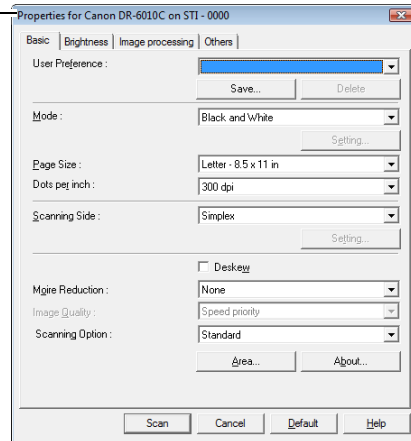 Properties for Canon DR-6010C on STI - 0000
Basic Brightness Image processing Others
User Preference :
Save... Delete
Mode : Black and White
Setting...
Page Size : Letter - 8.5 x 11 in
Dots per inch : 300 dpi
Scanning Side : Simplex
Setting...
Deskew
Moire Reduction : None
Image Quality : Speed priority
Scanning Option : Standard
Area... About...
Scan Cancel Default Help